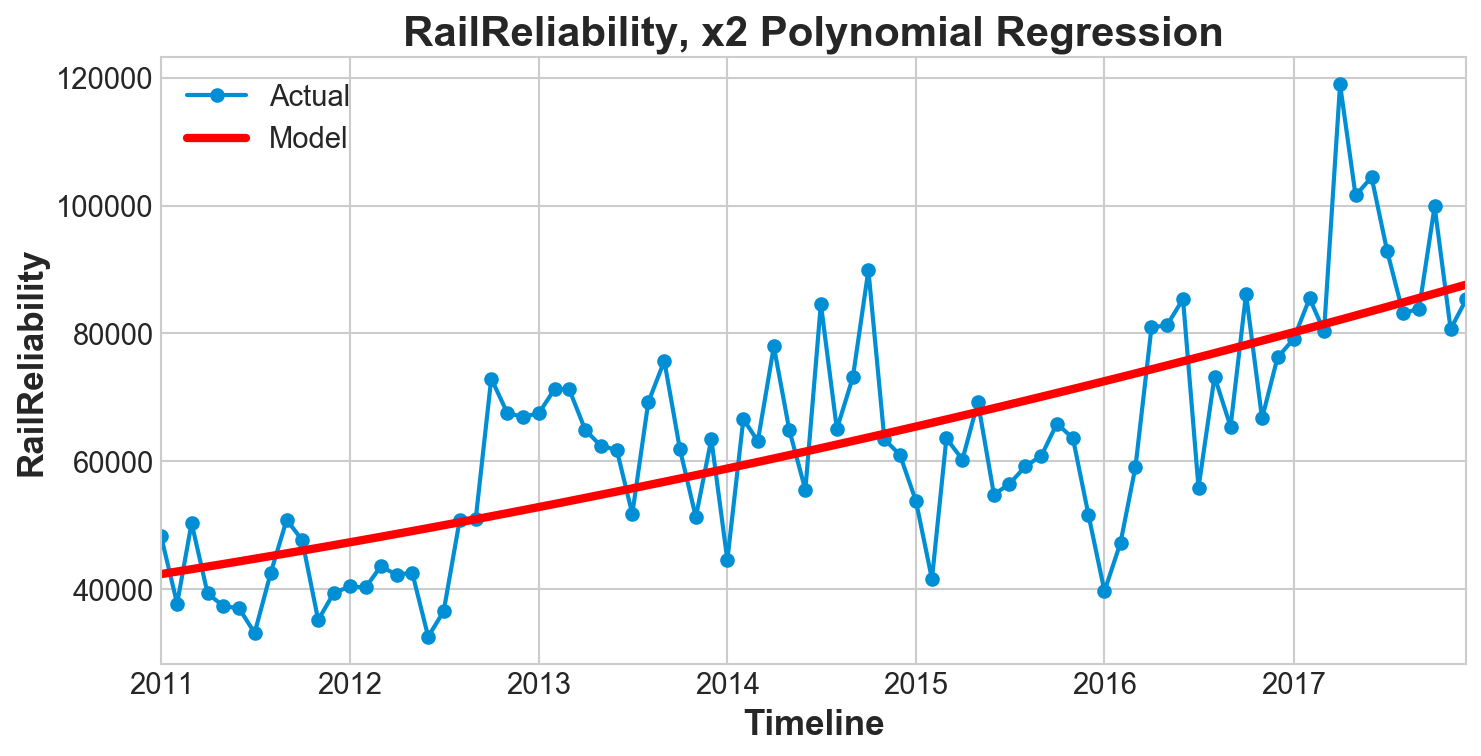 RailReliability, x2 Polynomial Regression
120000
100000
80000
60000
40000
RailReliability
Actual
Model
2011 2012 2013 2014 2015 2016 2017
Timeline